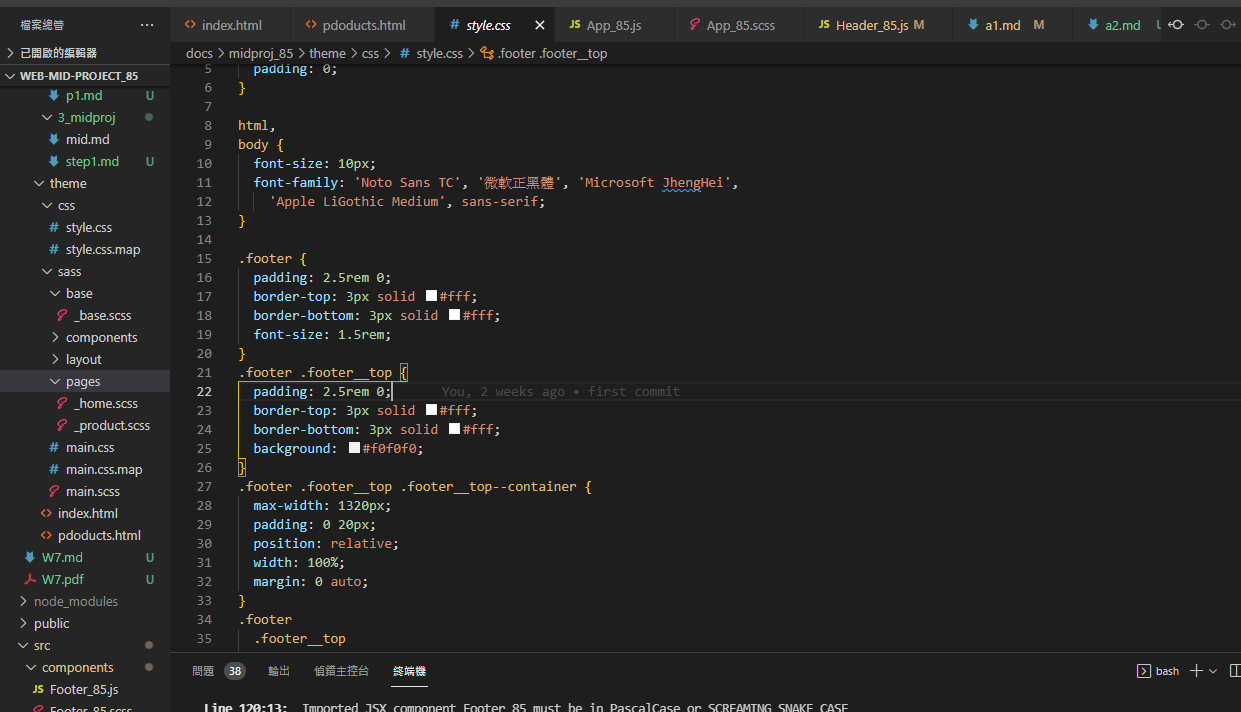 檔案總管 ···
index.html
pdoducts.html
# style.css ×
JS App_85.js
App_85.scss
JS Header_85.js M
a1.md M
a2.md U
已開啟的編輯器
WEB-MID-PROJECT_85
p1.md U
3_midproj
mid.md
step1.md U
theme
css
# style.css
# style.css.map
sass
base
_base.scss
components
layout
pages
_home.scss
_product.scss
# main.css
# main.css.map
main.scss
index.html
pdoducts.html
W7.md U
W7.pdf U
node_modules
public
src
components
JS Footer_85.js
Footer_85.scss
docs > midproj_85 > theme > css > # style.css > .footer .footer__top
5 padding: 0;
6 }
7
8 html,
9 body {
10 font-size: 10px;
11 font-family: 'Noto Sans TC', '微軟正黑體', 'Microsoft JhengHei',
12 'Apple LiGothic Medium', sans-serif;
13 }
14
15 .footer {
16 padding: 2.5rem 0;
17 border-top: 3px solid #fff;
18 border-bottom: 3px solid #fff;
19 font-size: 1.5rem;
20 }
21 .footer .footer__top {
22 padding: 2.5rem 0; You, 2 weeks ago • first commit
23 border-top: 3px solid #fff;
24 border-bottom: 3px solid #fff;
25 background: #f0f0f0;
26 }
27 .footer .footer__top .footer__top--container {
28 max-width: 1320px;
29 padding: 0 20px;
30 position: relative;
31 width: 100%;
32 margin: 0 auto;
33 }
34 .footer
35 .footer__top
問題 38 輸出 偵錯主控台 終端機
bash
Line 120:13: Imported JSX component Footer_85 must be in PascalCase or SCREAMING_SNAKE_CASE